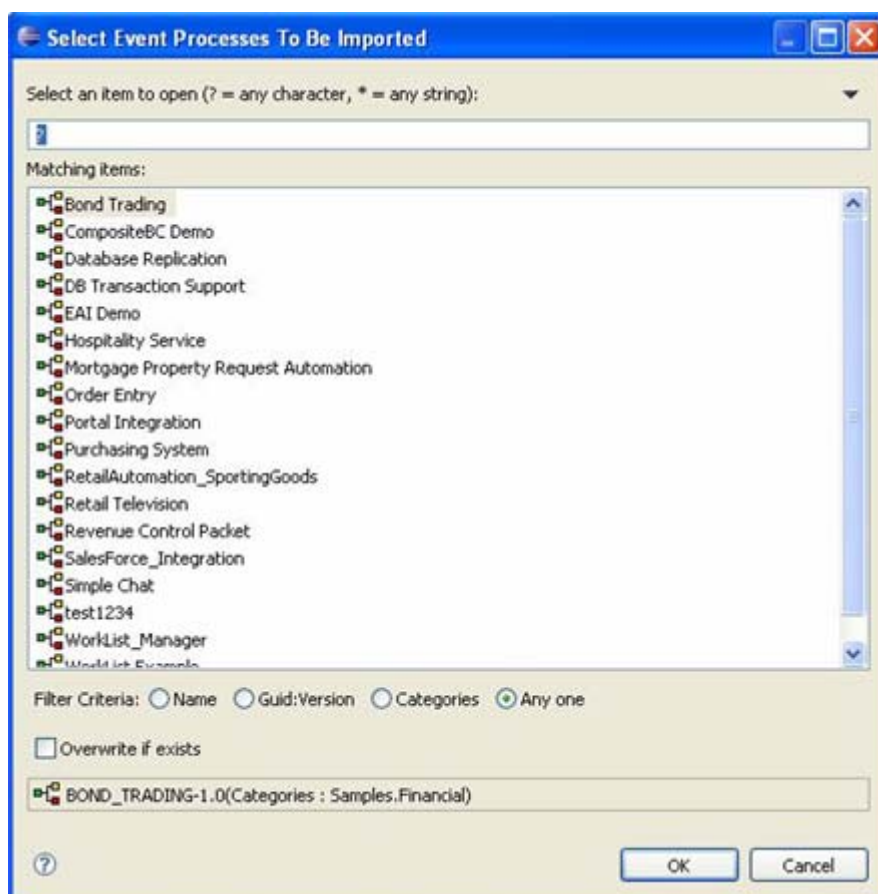 Select Event Processes To Be Imported
Select an item to open (? = any character, * = any string):
?
Matching items:
Bond Trading
CompositeBC Demo
Database Replication
DB Transaction Support
EAI Demo
Hospitality Service
Mortgage Property Request Automation
Order Entry
Portal Integration
Purchasing System
RetailAutomation_SportingGoods
Retail Television
Revenue Control Packet
SalesForce_Integration
Simple Chat
test1234
WorkList_Manager
WorkList Example
Filter Criteria: Name Guid:Version Categories Any one
Overwrite if exists
BOND_TRADING-1.0(Categories : Samples.Financial)
? OK Cancel